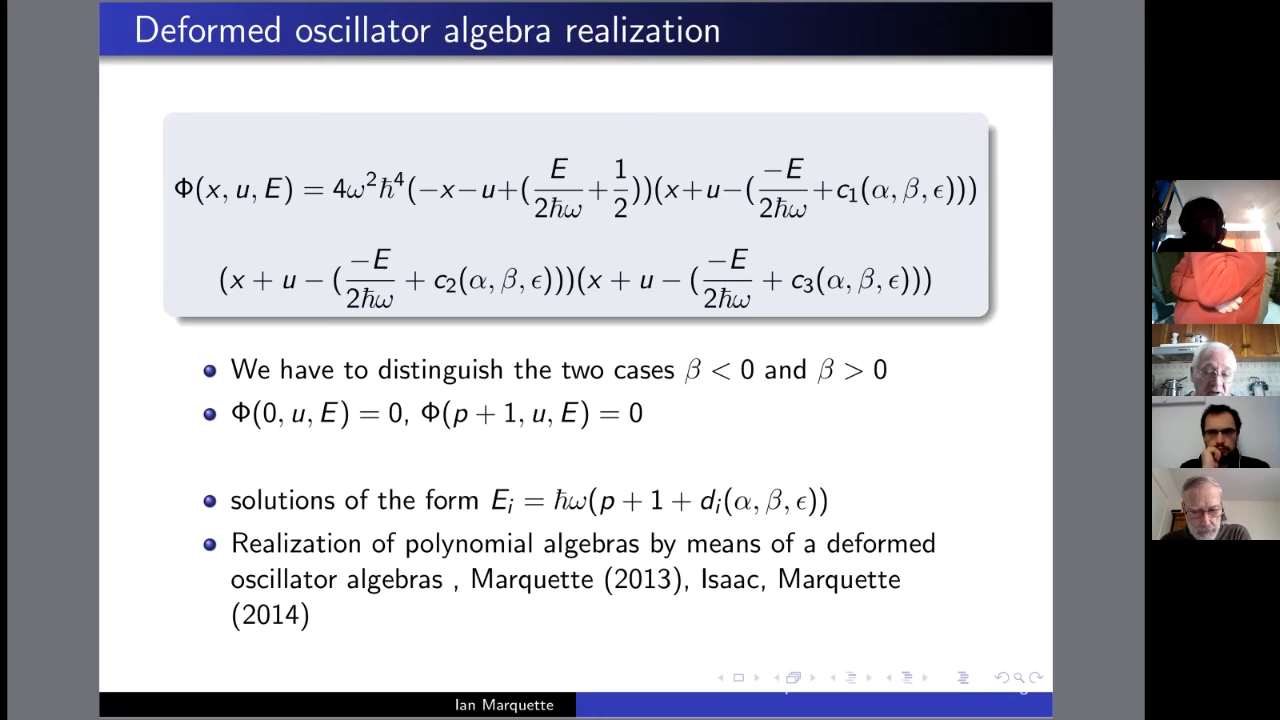 Deformed oscillator algebra realization
Φ(x, u, E) = 4ω²ħ⁴(−x−u+(E/2ħω + 1/2))(x+u−(−E/2ħω + c₁(α, β, ϵ)))
(x + u − (−E/2ħω + c₂(α, β, ϵ)))(x + u − (−E/2ħω + c₃(α, β, ϵ)))
We have to distinguish the two cases β < 0 and β > 0
Φ(0, u, E) = 0, Φ(p + 1, u, E) = 0
solutions of the form Eᵢ = ħω(p + 1 + dᵢ(α, β, ϵ))
Realization of polynomial algebras by means of a deformed
oscillator algebras , Marquette (2013), Isaac, Marquette
(2014)
Ian Marquette